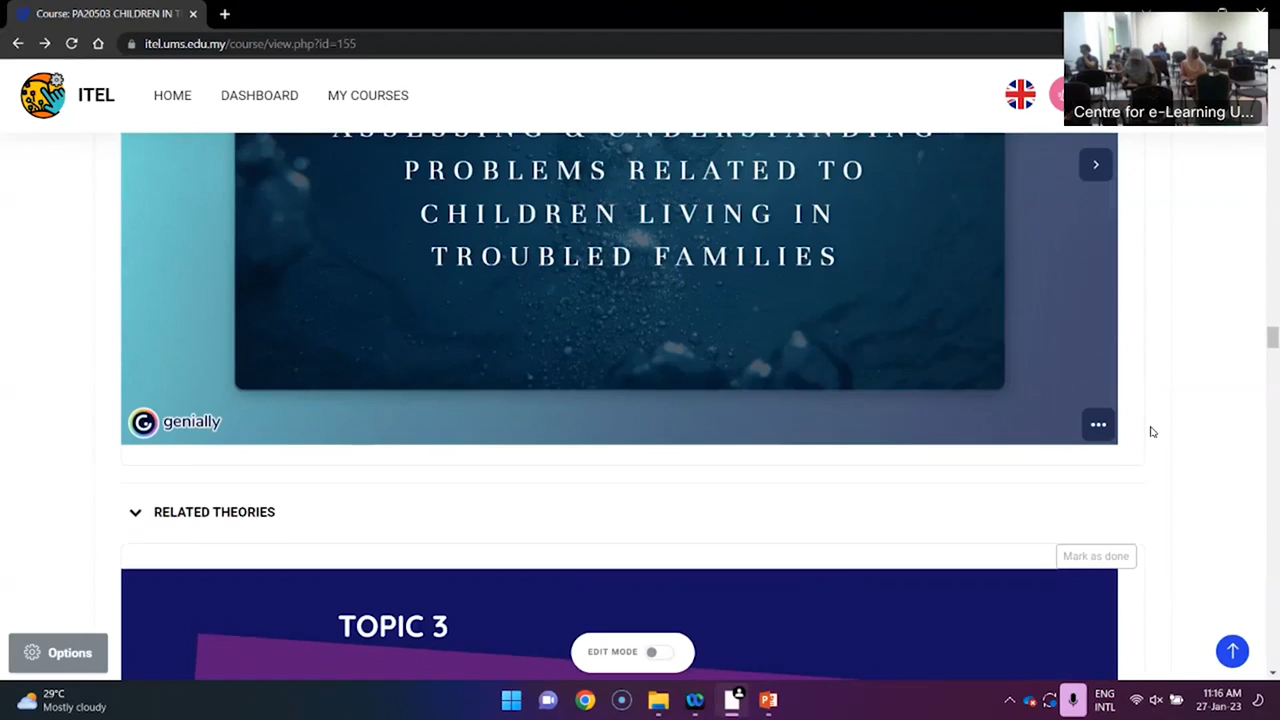 Course: PA20503 CHILDREN IN T
itel.ums.edu.my/course/view.php?id=155
ITEL
HOME
DASHBOARD
MY COURSES
Centre for e-Learning U...
ASSESSING & UNDERSTANDING
PROBLEMS RELATED TO
CHILDREN LIVING IN
TROUBLED FAMILIES
genially
RELATED THEORIES
Mark as done
TOPIC 3
EDIT MODE
Options
29°C
Mostly cloudy
ENG
INTL
11:16 AM
27-Jan-23